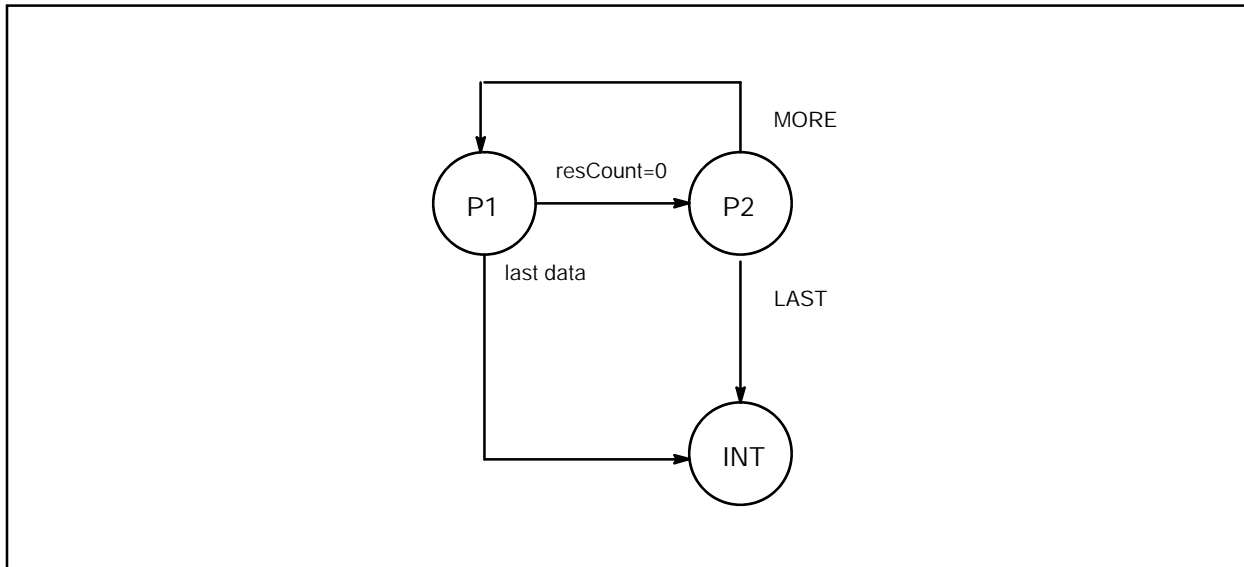 MORE
resCount=0
P1
P2
last data
LAST
INT